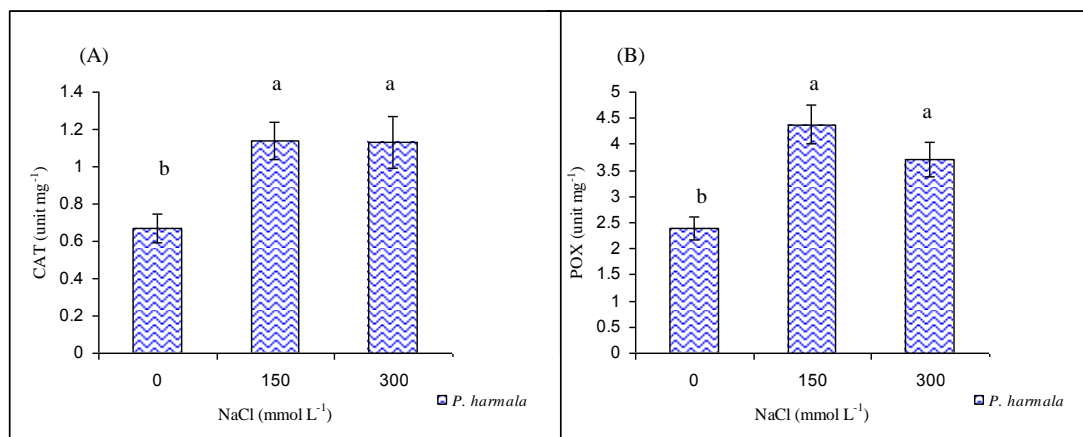 (A)
CAT (unit mg-1)
1.4
1.2
1
0.8
0.6
0.4
0.2
0
b
a
a
0
150
300
NaCl (mmol L-1)
P. harmala
(B)
POX (unit mg-1)
5
4.5
4
3.5
3
2.5
2
1.5
1
0.5
0
b
a
a
0
150
300
NaCl (mmol L-1)
P. harmala